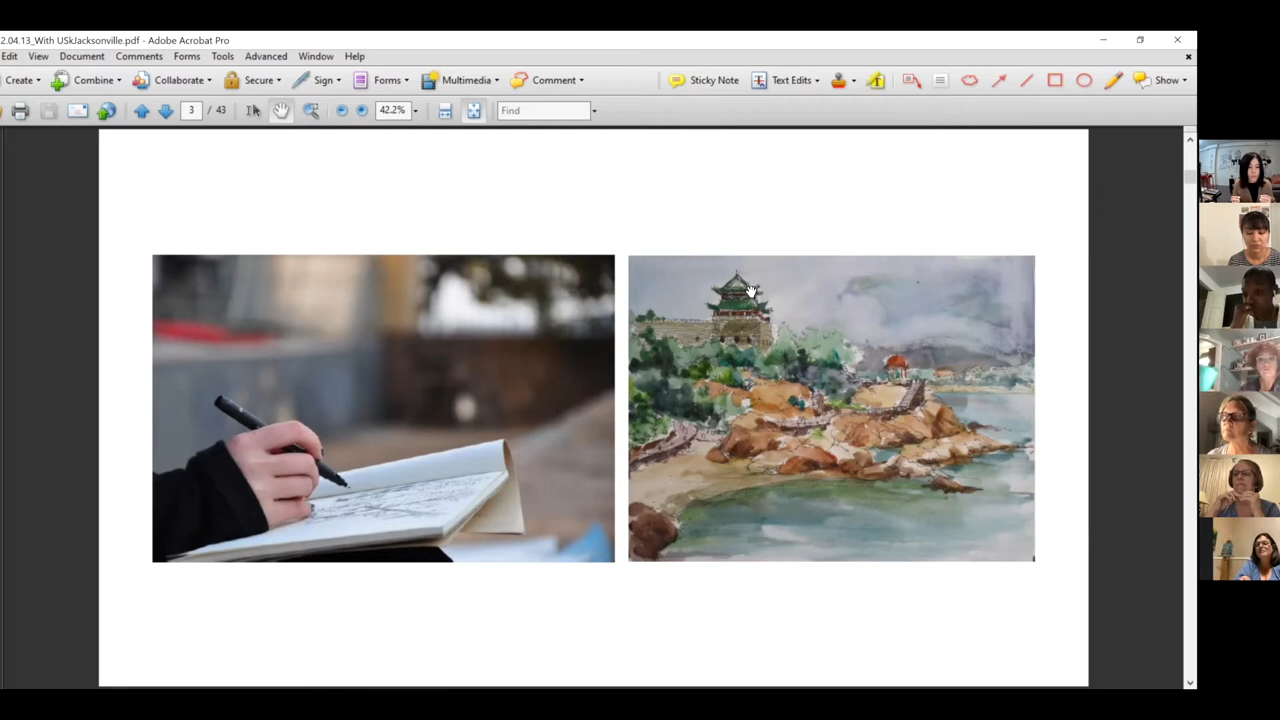 2.04.13_With USkJacksonville.pdf - Adobe Acrobat Pro
Edit View Document Comments Forms Tools Advanced Window Help
Create Combine Collaborate Secure Sign Forms Multimedia Comment Sticky Note Text Edits Show
3 / 43 42.2% Find